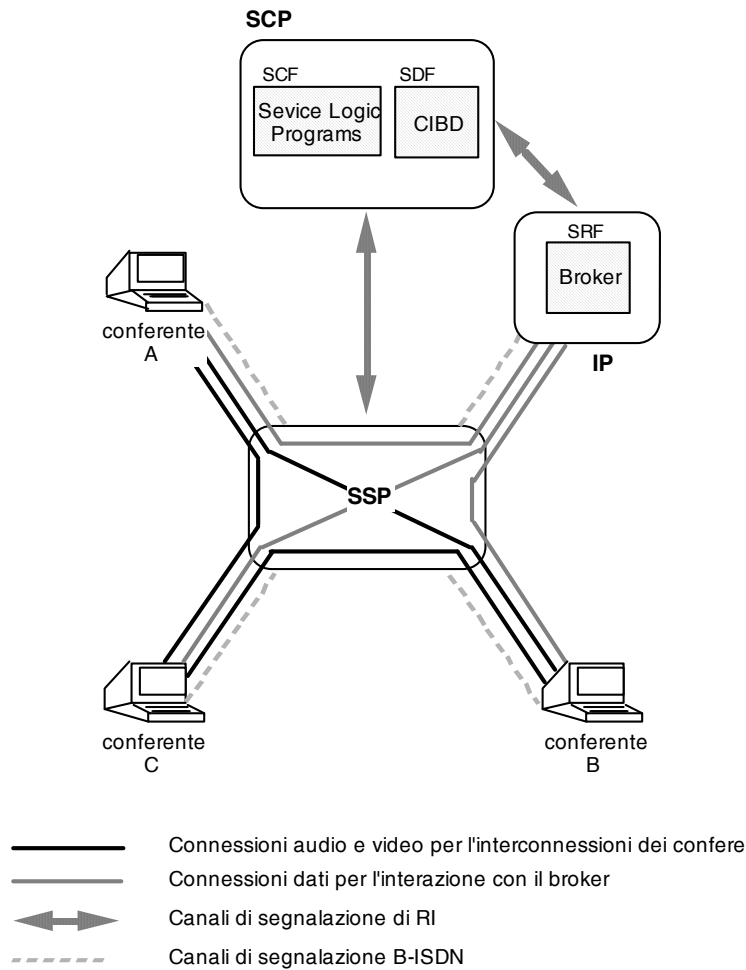 SCP
SCF
SDF
Sevice Logic
Programs
CIBD
SRF
Broker
IP
conferente
A
SSP
conferente
C
conferente
B
Connessioni audio e video per l'interconnessioni dei confere
Connessioni dati per l'interazione con il broker
Canali di segnalazione di RI
Canali di segnalazione B-ISDN